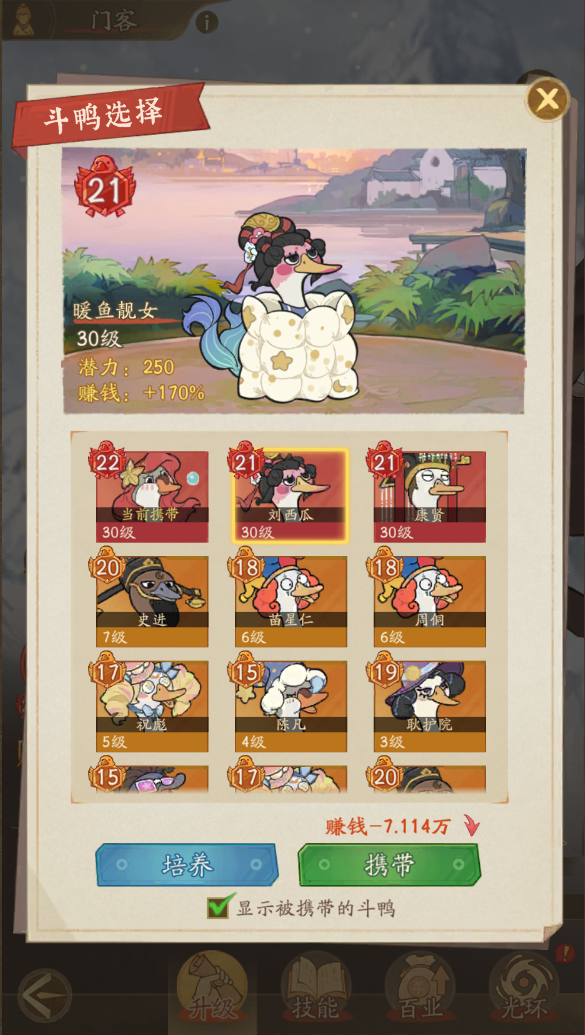 门客
i
斗鸭选择
21
暖鱼靓女
30级
潜力：250
赚钱：+170%
22
当前携带
30级
21
刘西瓜
30级
21
康贤
30级
20
史进
7级
18
苗星仁
6级
18
周侗
6级
17
祝彪
5级
15
陈凡
4级
19
耿护院
3级
15
17
20
赚钱-7.114万
培养
携带
显示被携带的斗鸭
升级
技能
百业
光环
!